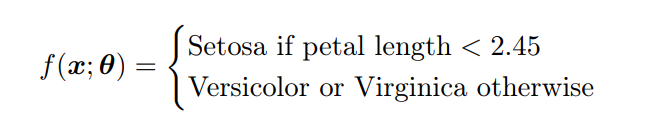 f(x; θ) = { Setosa if petal length < 2.45
Versicolor or Virginica otherwise